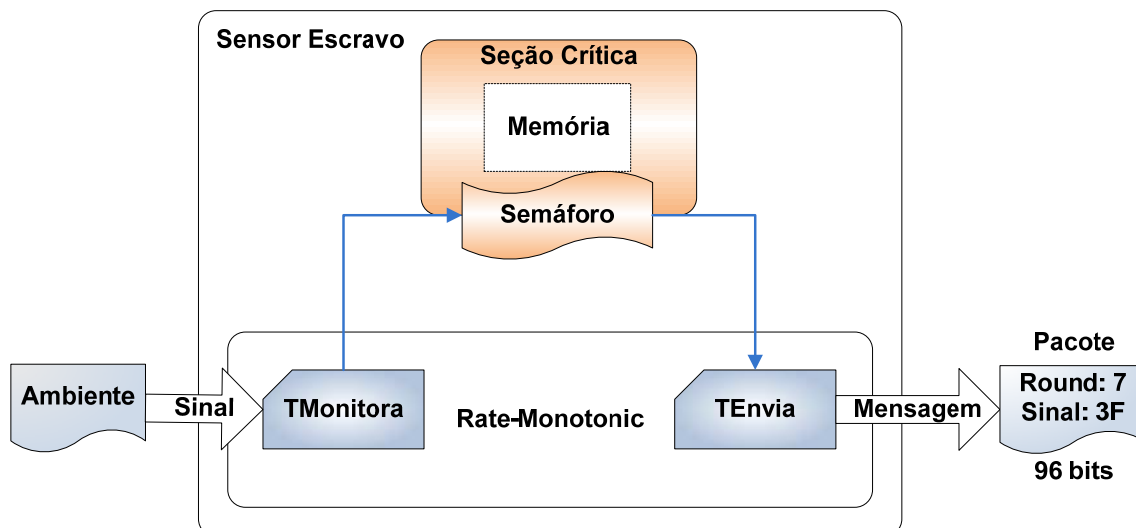 Sensor Escravo
Seção Crítica
Memória
Semáforo
Ambiente
Sinal
TMonitora
Rate-Monotonic
TEnvia
Mensagem
Pacote
Round: 7
Sinal: 3F
96 bits